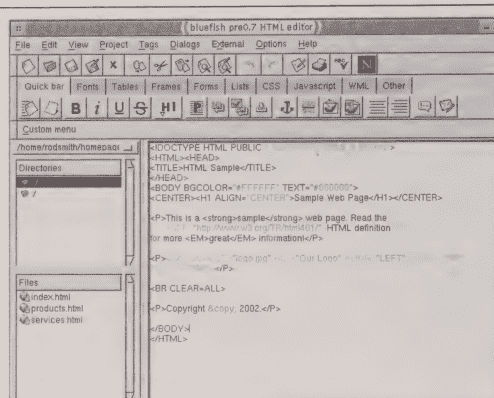 bluefish pre0.7 HTML editor
File Edit View Project Tags Dialogs External Options Help
Quick bar Fonts Tables Frames Forms Lists CSS Javascript WML Other
B i U S H1
Custom menu
/home/rodsmith/homepages
Directories
/
/
Files
index.html
products.html
services.html
<!DOCTYPE HTML PUBLIC
<HTML><HEAD>
<TITLE>HTML Sample</TITLE>
</HEAD>
<BODY BGCOLOR="#FFFFFF" TEXT="#000000">
<CENTER><H1 ALIGN="CENTER">Sample Web Page</H1></CENTER>
<P>This is a <strong>sample</strong> web page. Read the
"http://www.w3.org/TR/html401/" HTML definition
for more <EM>great</EM> information!</P>
<P> "logo.jpg" "Our Logo" "LEFT"
</P>
<BR CLEAR=ALL>
<P>Copyright &copy; 2002.</P>
</BODY>
</HTML>